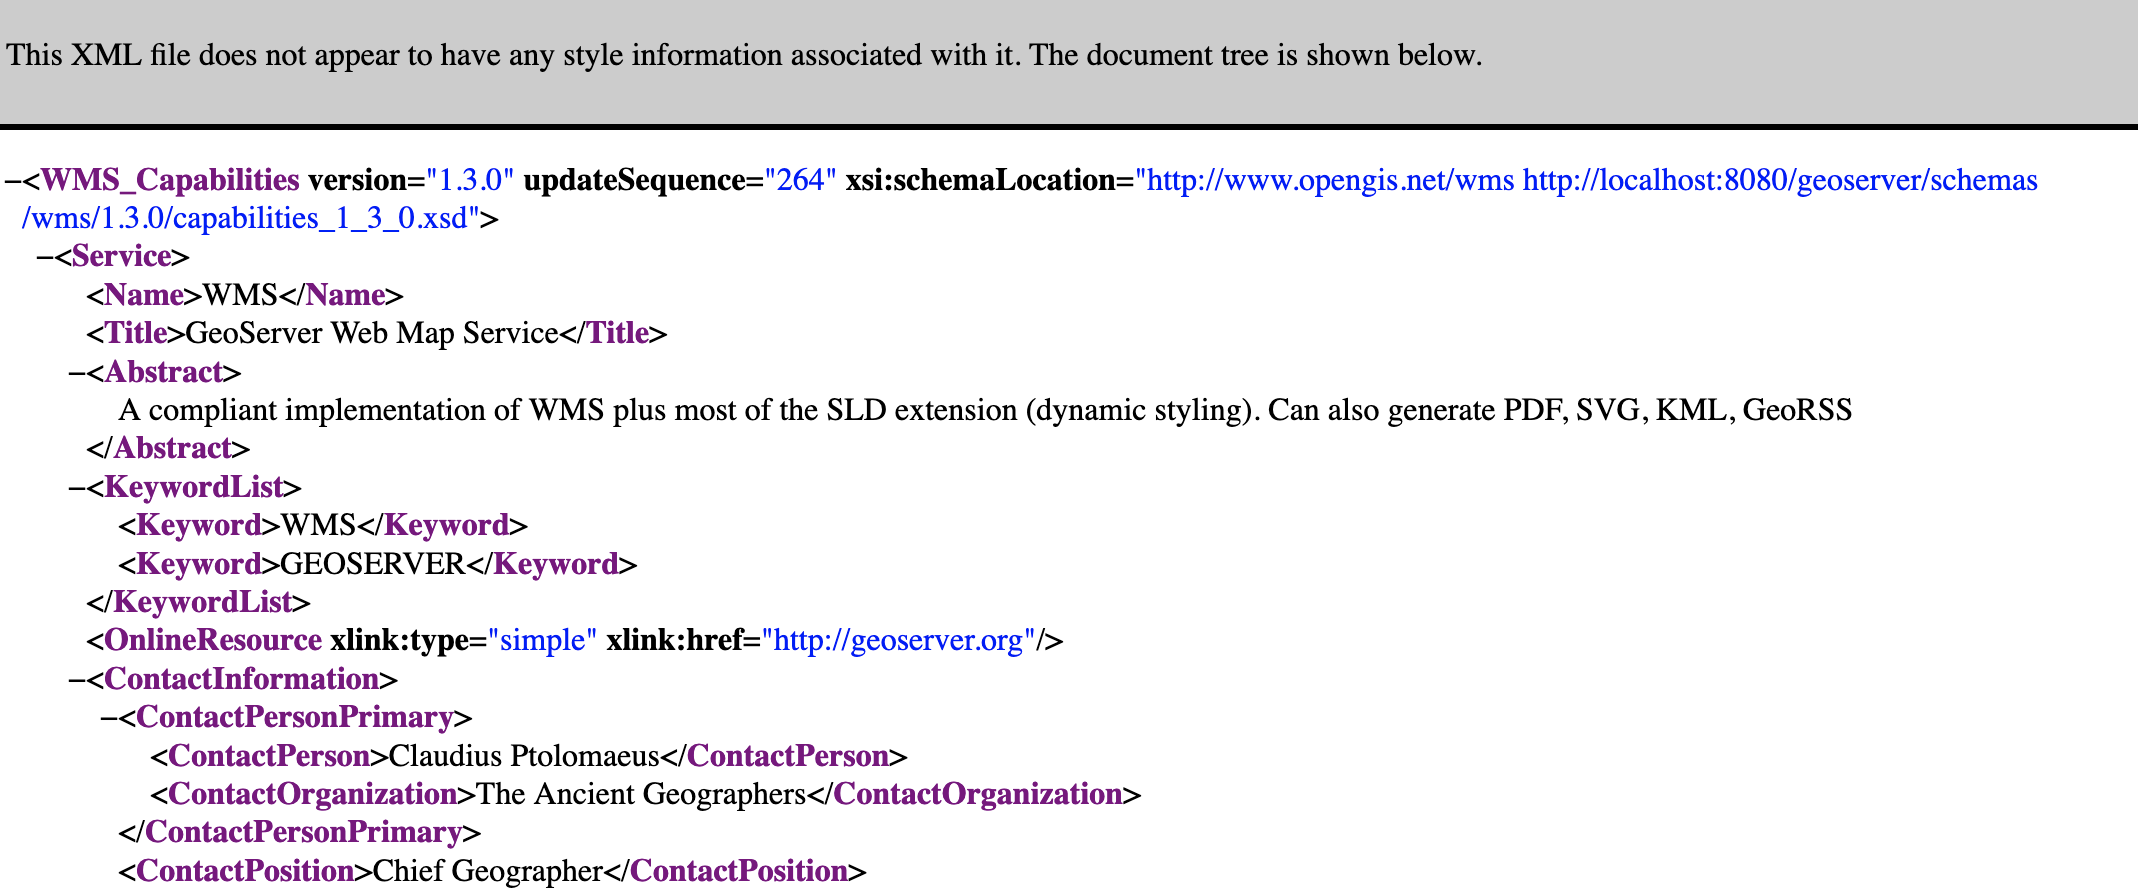 This XML file does not appear to have any style information associated with it. The document tree is shown below.
–<WMS_Capabilities version="1.3.0" updateSequence="264" xsi:schemaLocation="http://www.opengis.net/wms http://localhost:8080/geoserver/schemas
/wms/1.3.0/capabilities_1_3_0.xsd">
–<Service>
<Name>WMS</Name>
<Title>GeoServer Web Map Service</Title>
–<Abstract>
A compliant implementation of WMS plus most of the SLD extension (dynamic styling). Can also generate PDF, SVG, KML, GeoRSS
</Abstract>
–<KeywordList>
<Keyword>WMS</Keyword>
<Keyword>GEOSERVER</Keyword>
</KeywordList>
<OnlineResource xlink:type="simple" xlink:href="http://geoserver.org"/>
–<ContactInformation>
–<ContactPersonPrimary>
<ContactPerson>Claudius Ptolomaeus</ContactPerson>
<ContactOrganization>The Ancient Geographers</ContactOrganization>
</ContactPersonPrimary>
<ContactPosition>Chief Geographer</ContactPosition>